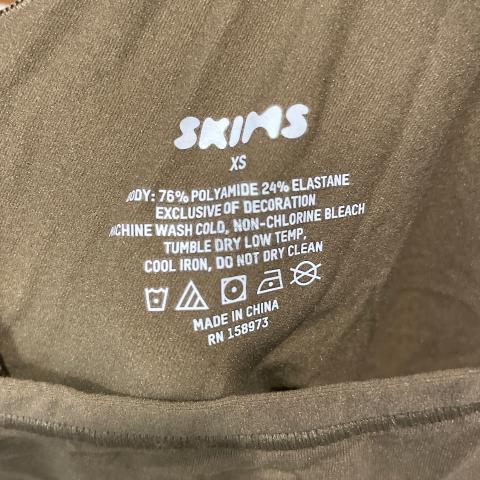 SKIMS
XS
ODY: 76% POLYAMIDE 24% ELASTANE
EXCLUSIVE OF DECORATION
ACHINE WASH COLD, NON-CHLORINE BLEACH
TUMBLE DRY LOW TEMP,
COOL IRON, DO NOT DRY CLEAN
MADE IN CHINA
RN 158973